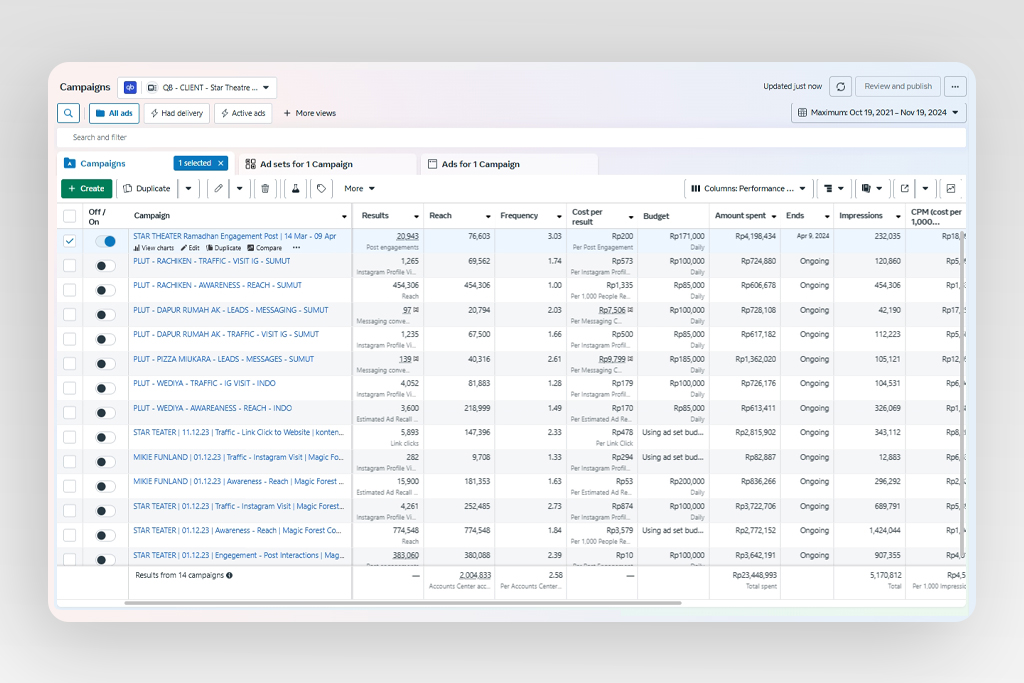 Campaigns qb QB - CLIENT - Star Theatre ... Updated just now Review and publish ...
All ads Had delivery Active ads + More views Maximum: Oct 19, 2021 – Nov 19, 2024
Search and filter
Campaigns 1 selected × Ad sets for 1 Campaign Ads for 1 Campaign
+ Create Duplicate More Columns: Performance ...
Off / On Campaign Results Reach Frequency Cost per result Budget Amount spent Ends Impressions CPM (cost per 1,000...
STAR THEATER Ramadhan Engagement Post | 14 Mar - 09 Apr 20,943 76,603 3.03 Rp200 Rp171,000 Rp4,198,434 Apr 9, 2024 232,035
View charts Edit Duplicate Compare ... Post engagements Per Post Engagement Daily
PLUT - RACHIKEN - TRAFFIC - VISIT IG - SUMUT 1,265 69,562 1.74 Rp573 Rp100,000 Rp724,880 Ongoing 120,860 Rp5,
Instagram Profile Vi... Per Instagram Profil... Daily
PLUT - RACHIKEN - AWARENESS - REACH - SUMUT 454,306 454,306 1.00 Rp1,335 Rp85,000 Rp606,678 Ongoing 454,306 Rp1,
Reach Per 1,000 People Re... Daily
PLUT - DAPUR RUMAH AK - LEADS - MESSAGING - SUMUT 97 20,794 2.03 Rp7,506 Rp100,000 Rp728,108 Ongoing 42,190 Rp17,
Messaging conve... Per Messaging C... Daily
PLUT - DAPUR RUMAH AK - TRAFFIC - VISIT IG - SUMUT 1,235 67,500 1.66 Rp500 Rp85,000 Rp617,182 Ongoing 112,223 Rp5,
Instagram Profile Vi... Per Instagram Profil... Daily
PLUT - PIZZA MIUKARA - LEADS - MESSAGES - SUMUT 139 40,316 2.61 Rp9,799 Rp185,000 Rp1,362,020 Ongoing 105,121 Rp12,
Messaging conve... Per Messaging C... Daily
PLUT - WEDIYA - TRAFFIC - IG VISIT - INDO 4,052 81,883 1.28 Rp179 Rp100,000 Rp726,176 Ongoing 104,531 Rp6,
Instagram Profile Vi... Per Instagram Profil... Daily
PLUT - WEDIYA - AWAREANESS - REACH - INDO 3,600 218,999 1.49 Rp170 Rp85,000 Rp613,411 Ongoing 326,069 Rp1,
Estimated Ad Recall ... Per Estimated Ad Re... Daily
STAR TEATER | 11.12.23 | Traffic - Link Click to Website | konten... 5,893 147,396 2.33 Rp478 Using ad set bud... Rp2,815,902 Ongoing 343,112 Rp8,
Link clicks Per Link Click
MIKIE FUNLAND | 01.12.23 | Traffic - Instagram Visit | Magic Fo... 282 9,708 1.33 Rp294 Using ad set bud... Rp82,887 Ongoing 12,883 Rp6,
Instagram Profile Vi... Per Instagram Profil...
MIKIE FUNLAND | 01.12.23 | Awareness - Reach | Magic Forest ... 15,900 181,353 1.63 Rp53 Rp200,000 Rp836,266 Ongoing 296,292 Rp2,
Estimated Ad Recall ... Per Estimated Ad Re... Daily
STAR TEATER | 01.12.23 | Traffic - Instagram Visit | Magic Forest ... 4,261 252,485 2.73 Rp874 Rp100,000 Rp3,722,706 Ongoing 689,791 Rp5,
Instagram Profile Vi... Per Instagram Profil... Daily
STAR TEATER | 01.12.23 | Awareness - Reach | Magic Forest Co... 774,548 774,548 1.84 Rp3,579 Using ad set bud... Rp2,772,152 Ongoing 1,424,044 Rp1,
Reach Per 1,000 People Re...
STAR TEATER | 01.12.23 | Engegement - Post Interactions | Mag... 383,060 380,088 2.39 Rp10 Rp100,000 Rp3,642,191 Ongoing 907,355
Results from 14 campaigns — 2,004,833 2.58 — Rp23,448,993 5,170,812 Rp4,5
Accounts Center acc... Per Accounts Center... Total spent Total Per 1,000 Impressio